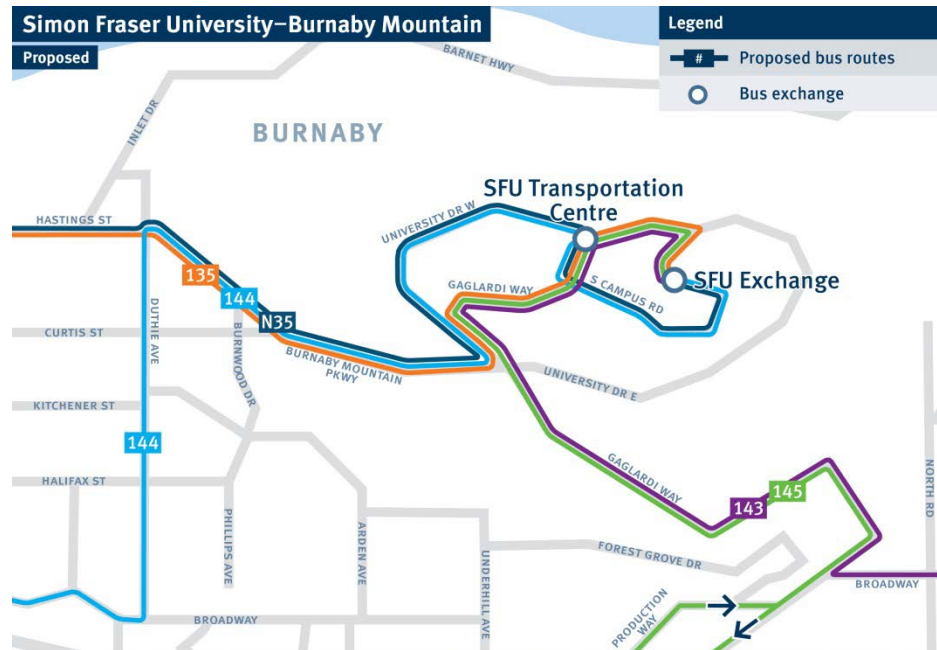 Simon Fraser University–Burnaby Mountain
Proposed
Legend
# Proposed bus routes
Bus exchange
BARNET HWY
INLET DR
BURNABY
SFU Transportation
Centre
UNIVERSITY DR W
HASTINGS ST
135
144
N35
GAGLARDI WAY
S CAMPUS RD
SFU Exchange
CURTIS ST
DUTHIE AVE
BURNWOOD DR
BURNABY MOUNTAIN
PKWY
UNIVERSITY DR E
KITCHENER ST
144
GAGLARDI WAY
HALIFAX ST
143
145
NORTH RD
PHILLIPS AVE
ARDEN AVE
UNDERHILL AVE
FOREST GROVE DR
BROADWAY
BROADWAY
PRODUCTION
WAY